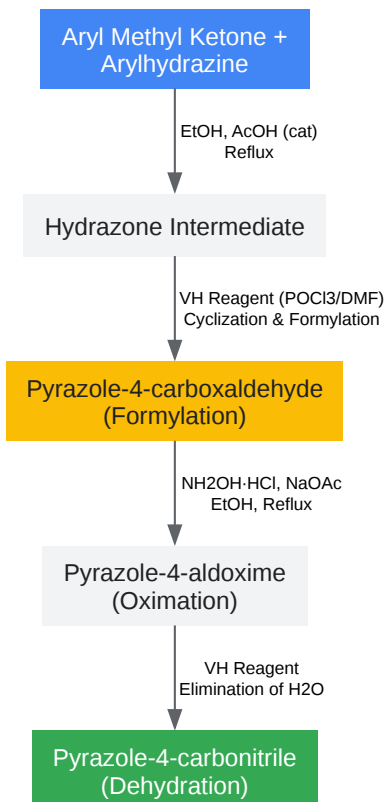 Aryl Methyl Ketone +
Arylhydrazine
EtOH, AcOH (cat)
Reflux
Hydrazone Intermediate
VH Reagent (POCl3/DMF)
Cyclization & Formylation
Pyrazole-4-carboxaldehyde
(Formylation)
NH2OH·HCl, NaOAc
EtOH, Reflux
Pyrazole-4-aldoxime
(Oximation)
VH Reagent
Elimination of H2O
Pyrazole-4-carbonitrile
(Dehydration)